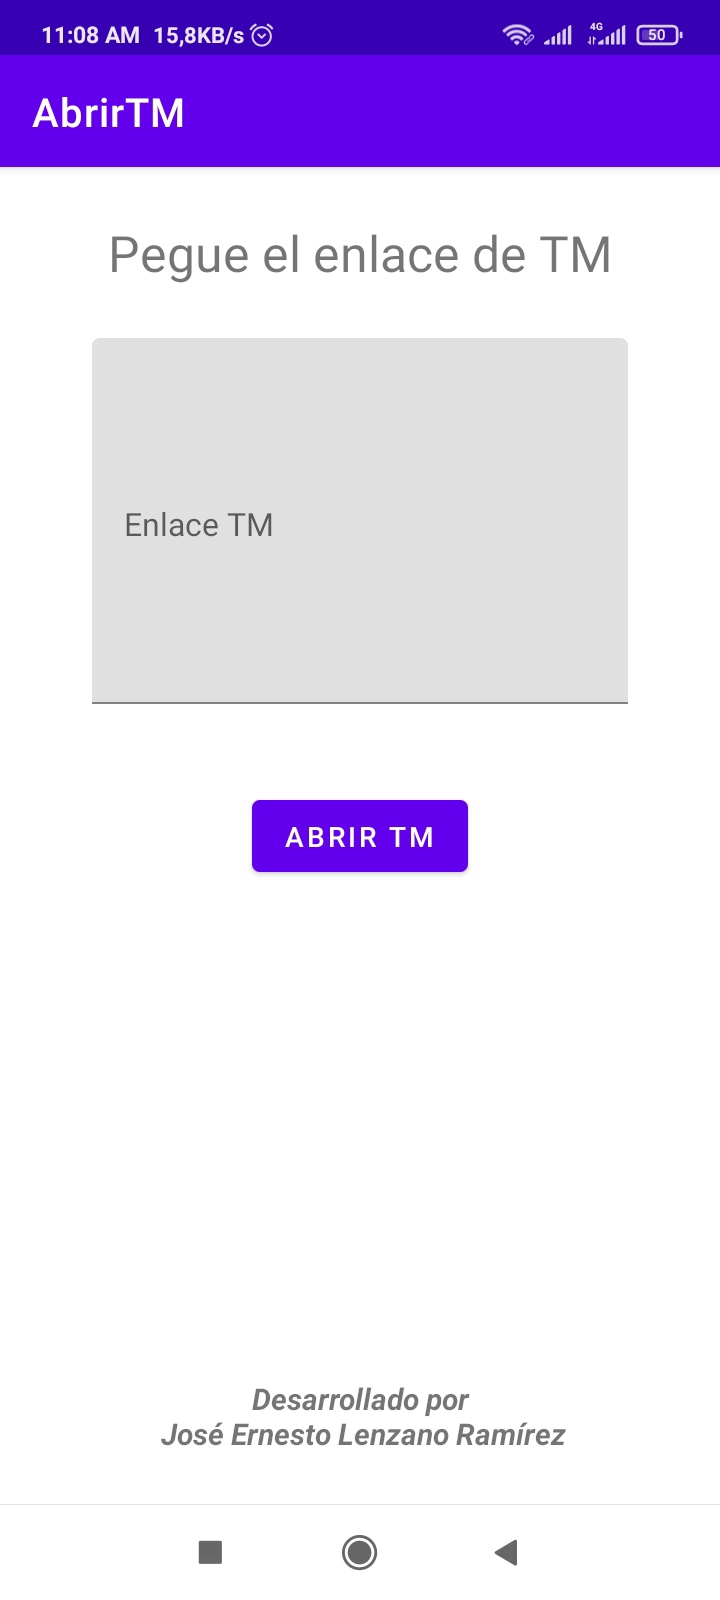 11:08 AM 15,8KB/s 4G 50
AbrirTM
Pegue el enlace de TM
Enlace TM
ABRIR TM
Desarrollado por
José Ernesto Lenzano Ramírez